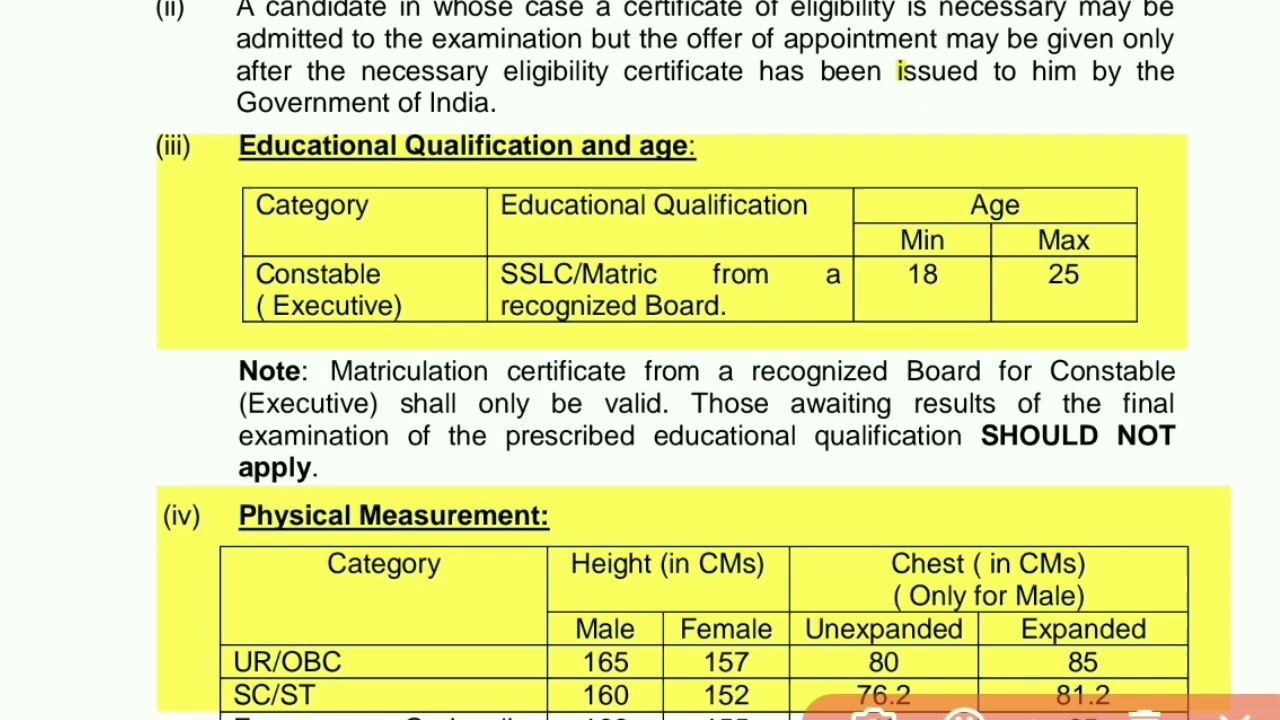 (ii) A candidate in whose case a certificate of eligibility is necessary may be
admitted to the examination but the offer of appointment may be given only
after the necessary eligibility certificate has been issued to him by the
Government of India.
(iii) Educational Qualification and age:
Category Educational Qualification Age
Min Max
Constable SSLC/Matric from a 18 25
( Executive) recognized Board.
Note: Matriculation certificate from a recognized Board for Constable
(Executive) shall only be valid. Those awaiting results of the final
examination of the prescribed educational qualification SHOULD NOT
apply.
(iv) Physical Measurement:
Category Height (in CMs) Chest ( in CMs)
( Only for Male)
Male Female Unexpanded Expanded
UR/OBC 165 157 80 85
SC/ST 160 152 76.2 81.2